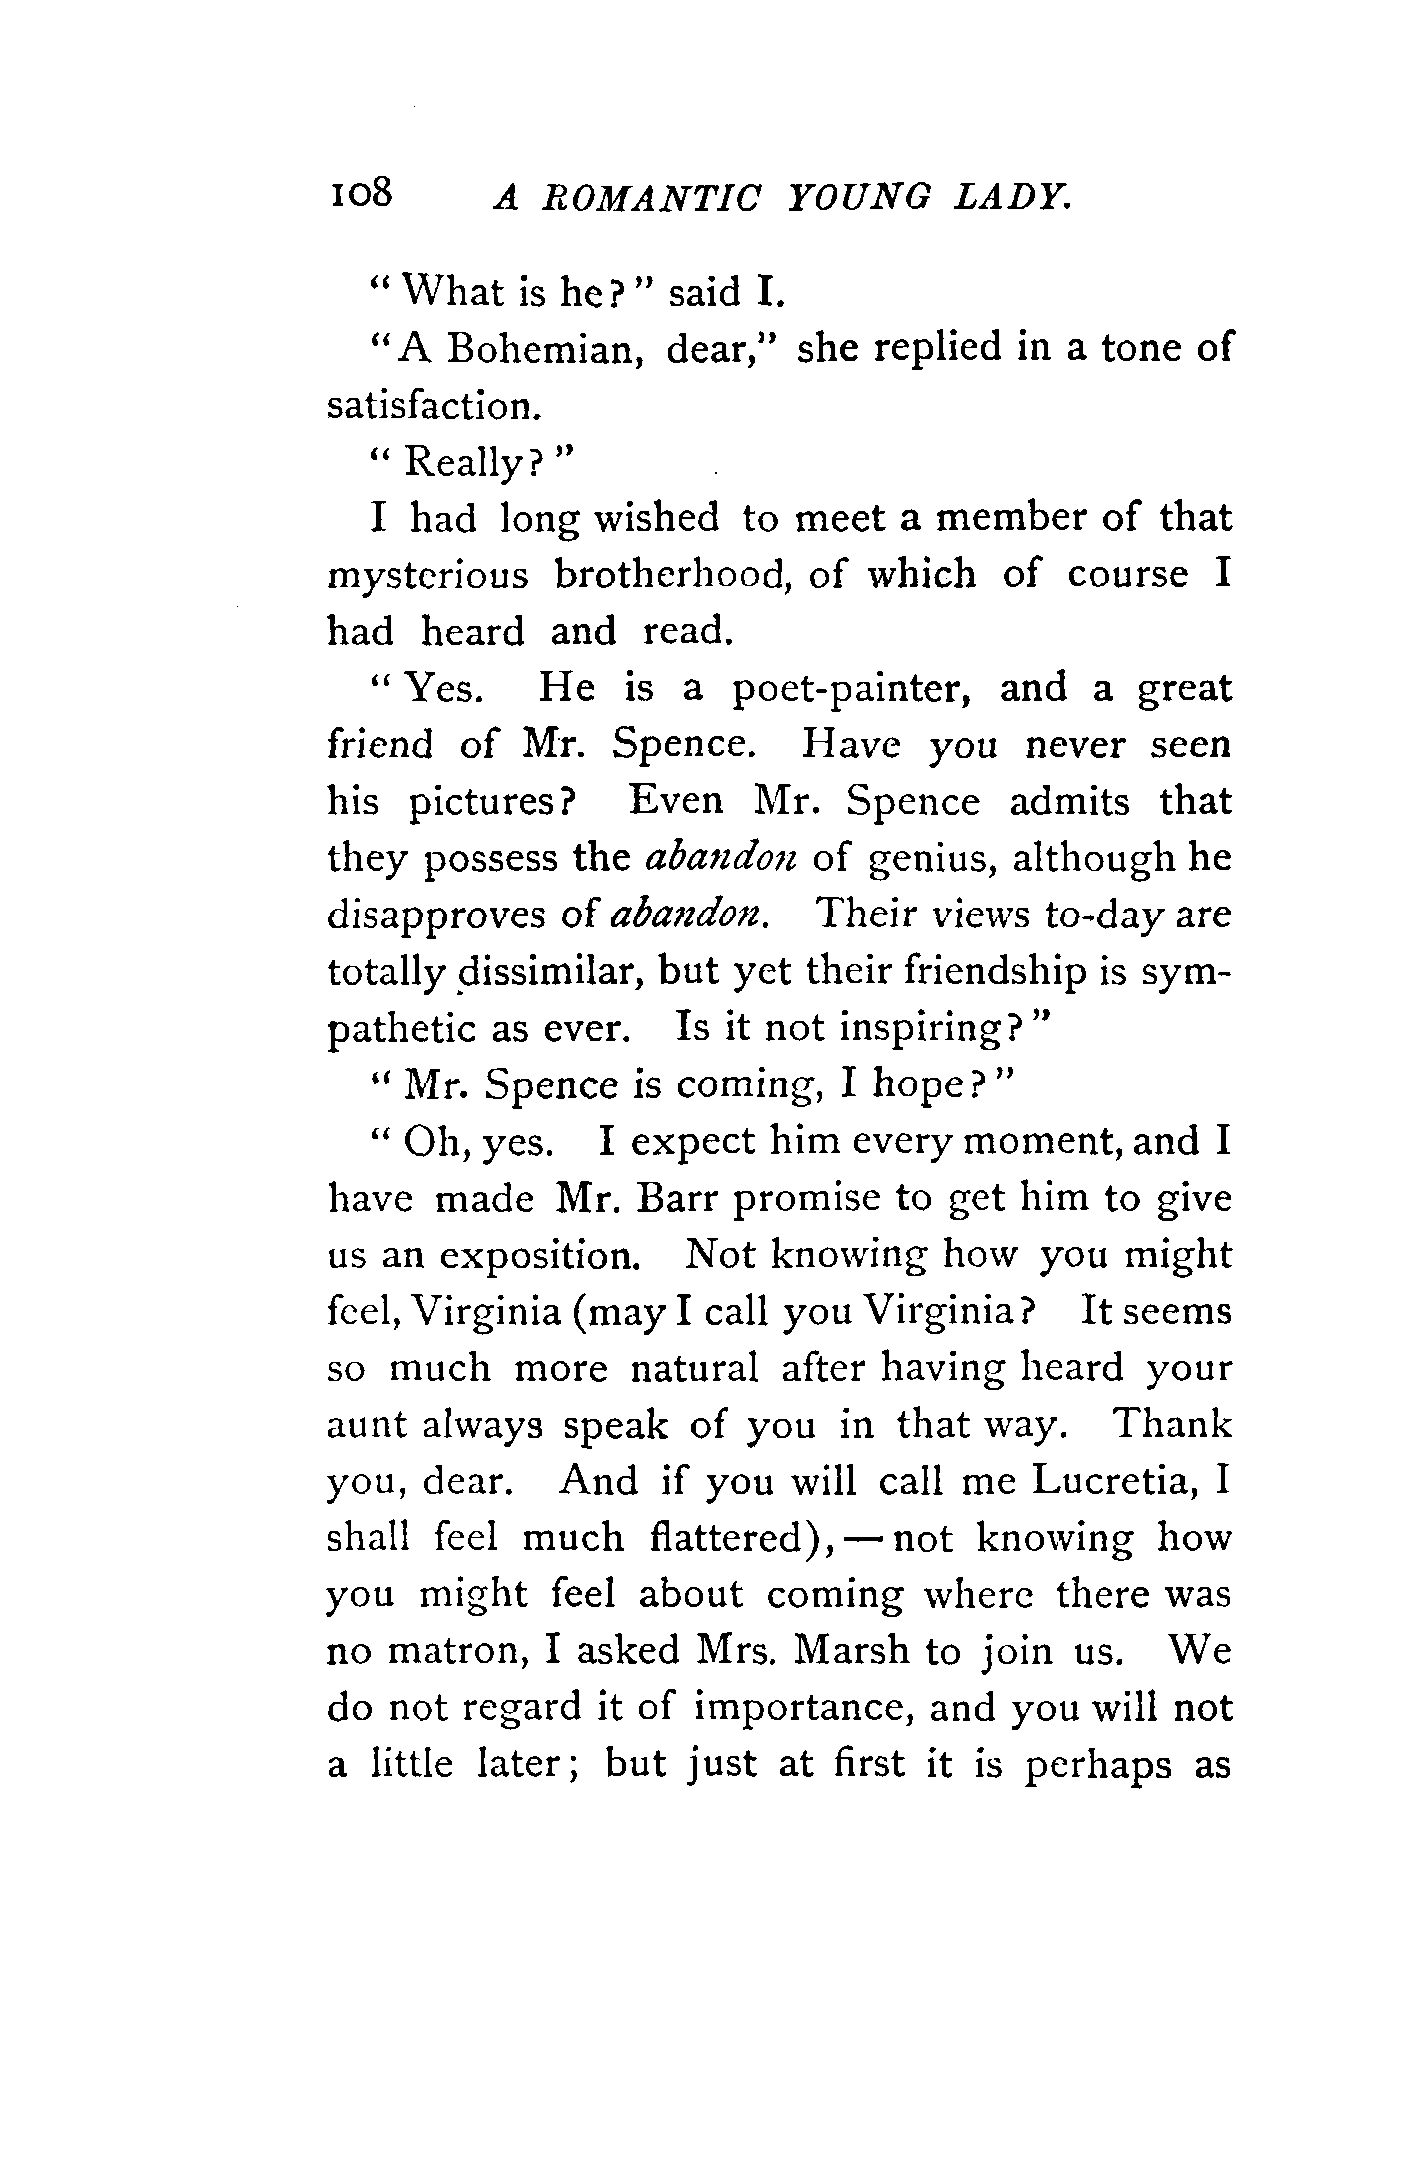 108 A ROMANTIC YOUNG LADY.
“What is he?” said I.
“A Bohemian, dear,” she replied in a tone of
satisfaction.
“Really?”
I had long wished to meet a member of that
mysterious brotherhood, of which of course I
had heard and read.
“Yes. He is a poet-painter, and a great
friend of Mr. Spence. Have you never seen
his pictures? Even Mr. Spence admits that
they possess the abandon of genius, although he
disapproves of abandon. Their views to-day are
totally dissimilar, but yet their friendship is sym-
pathetic as ever. Is it not inspiring?”
“Mr. Spence is coming, I hope?”
“Oh, yes. I expect him every moment, and I
have made Mr. Barr promise to get him to give
us an exposition. Not knowing how you might
feel, Virginia (may I call you Virginia? It seems
so much more natural after having heard your
aunt always speak of you in that way. Thank
you, dear. And if you will call me Lucretia, I
shall feel much flattered),—not knowing how
you might feel about coming where there was
no matron, I asked Mrs. Marsh to join us. We
do not regard it of importance, and you will not
a little later; but just at first it is perhaps as